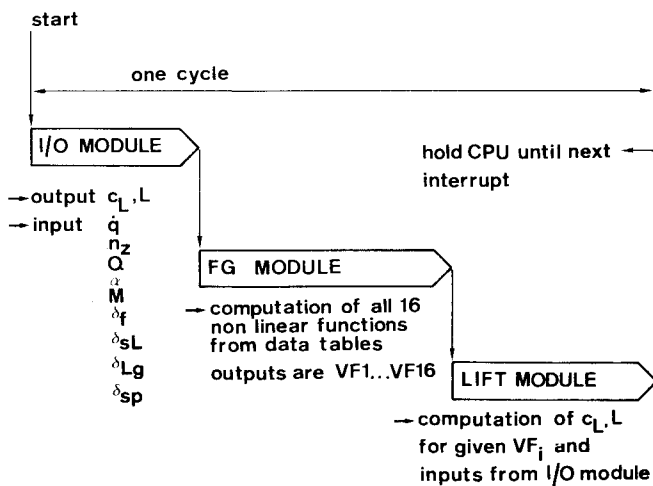 start
one cycle
I/O MODULE
hold CPU until next
interrupt
→ output c_L, L
→ input q̇
n_z
Q
α
M
δ_f
δ_sL
δ_Lg
δ_sp
FG MODULE
→ computation of all 16
non linear functions
from data tables
outputs are VF1...VF16
LIFT MODULE
→ computation of c_L, L
for given VF_i and
inputs from I/O module